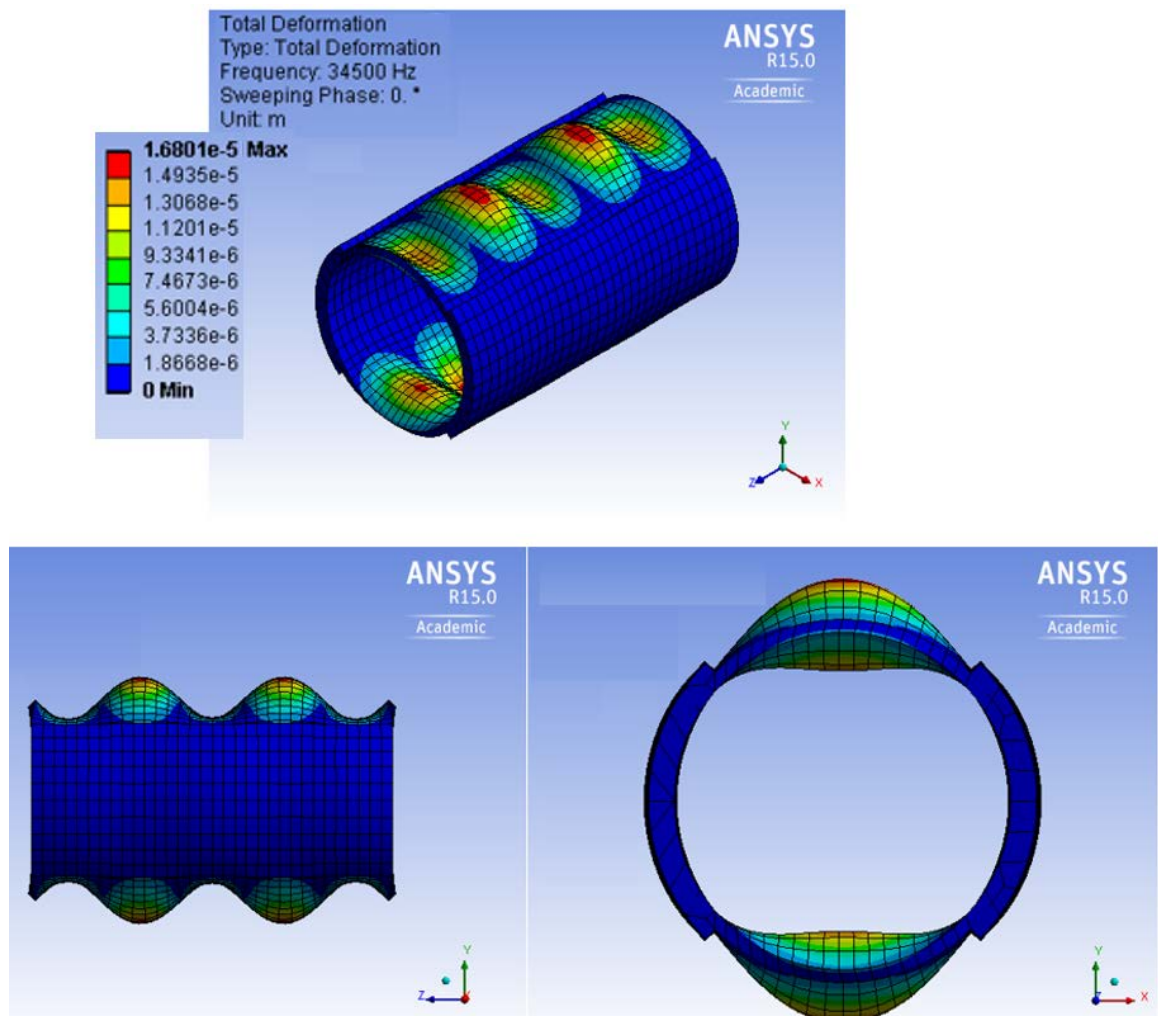 Total Deformation
Type: Total Deformation
Frequency: 34500 Hz
Sweeping Phase: 0. °
Unit: m
ANSYS
R15.0
Academic
1.6801e-5 Max
1.4935e-5
1.3068e-5
1.1201e-5
9.3341e-6
7.4673e-6
5.6004e-6
3.7336e-6
1.8668e-6
0 Min
Y
Z
X
ANSYS
R15.0
Academic
Y
Z
X
ANSYS
R15.0
Academic
Y
Z
X